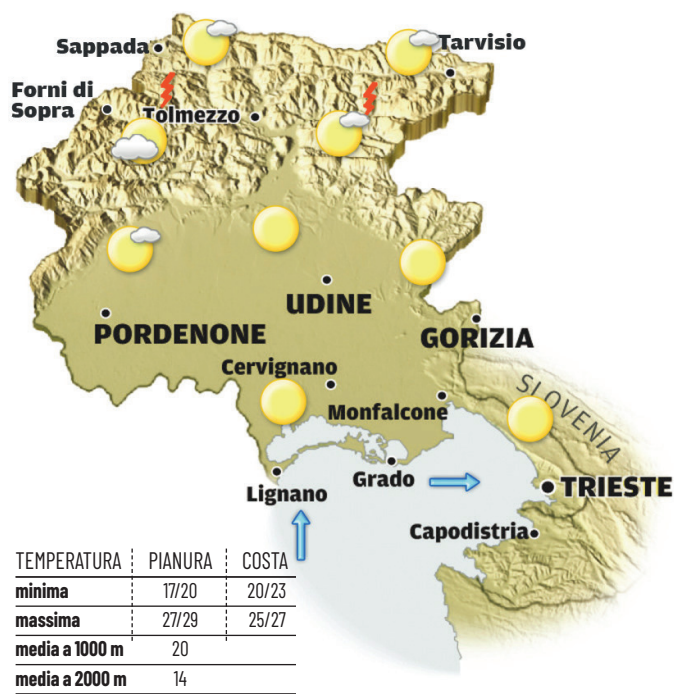 Sappada
Tarvisio
Forni di
Sopra
Tolmezzo
UDINE
PORDENONE
GORIZIA
Cervignano
SLOVENIA
Monfalcone
Grado
Lignano
TRIESTE
Capodistria
TEMPERATURA PIANURA COSTA
minima 17/20 20/23
massima 27/29 25/27
media a 1000 m 20
media a 2000 m 14